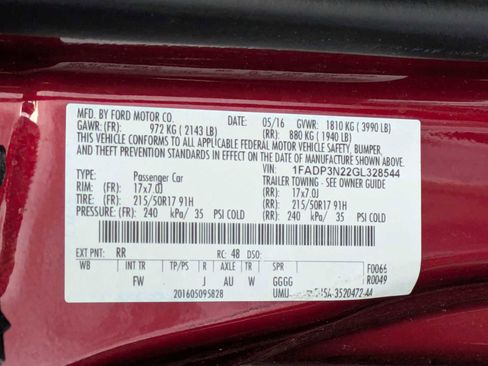 MFD. BY FORD MOTOR CO. DATE: 05/16 GVWR: 1810 KG ( 3990 LB)
GAWR: (FR) 972 KG ( 2143 LB) (RR): 880 KG ( 1940 LB)
THIS VEHICLE CONFORMS TO ALL APPLICABLE FEDERAL MOTOR VEHICLE SAFETY, BUMPER,
AND THEFT PREVENTION STANDARDS IN EFFECT ON THE DATE OF MANUFACTURE SHOWN ABOVE.
VIN: 1FADP3N22GL328544
TYPE: Passenger Car TRAILER TOWING - SEE OWNER GUIDE
RIM: (FR) 17x7.0J (RR): 17x7.0J
TIRE: (FR) 215/50R17 91H (RR): 215/50R17 91H
PRESSURE: (FR) 240 kPa/ 35 PSI COLD (RR): 240 kPa/ 35 PSI COLD
EXT PNT: RR RC: 48 DSO:
WB INT TR TP/PS R AXLE TR SPR F0066
FW J AU W GGGG R0049
201605095828 UMU 3520472-AA